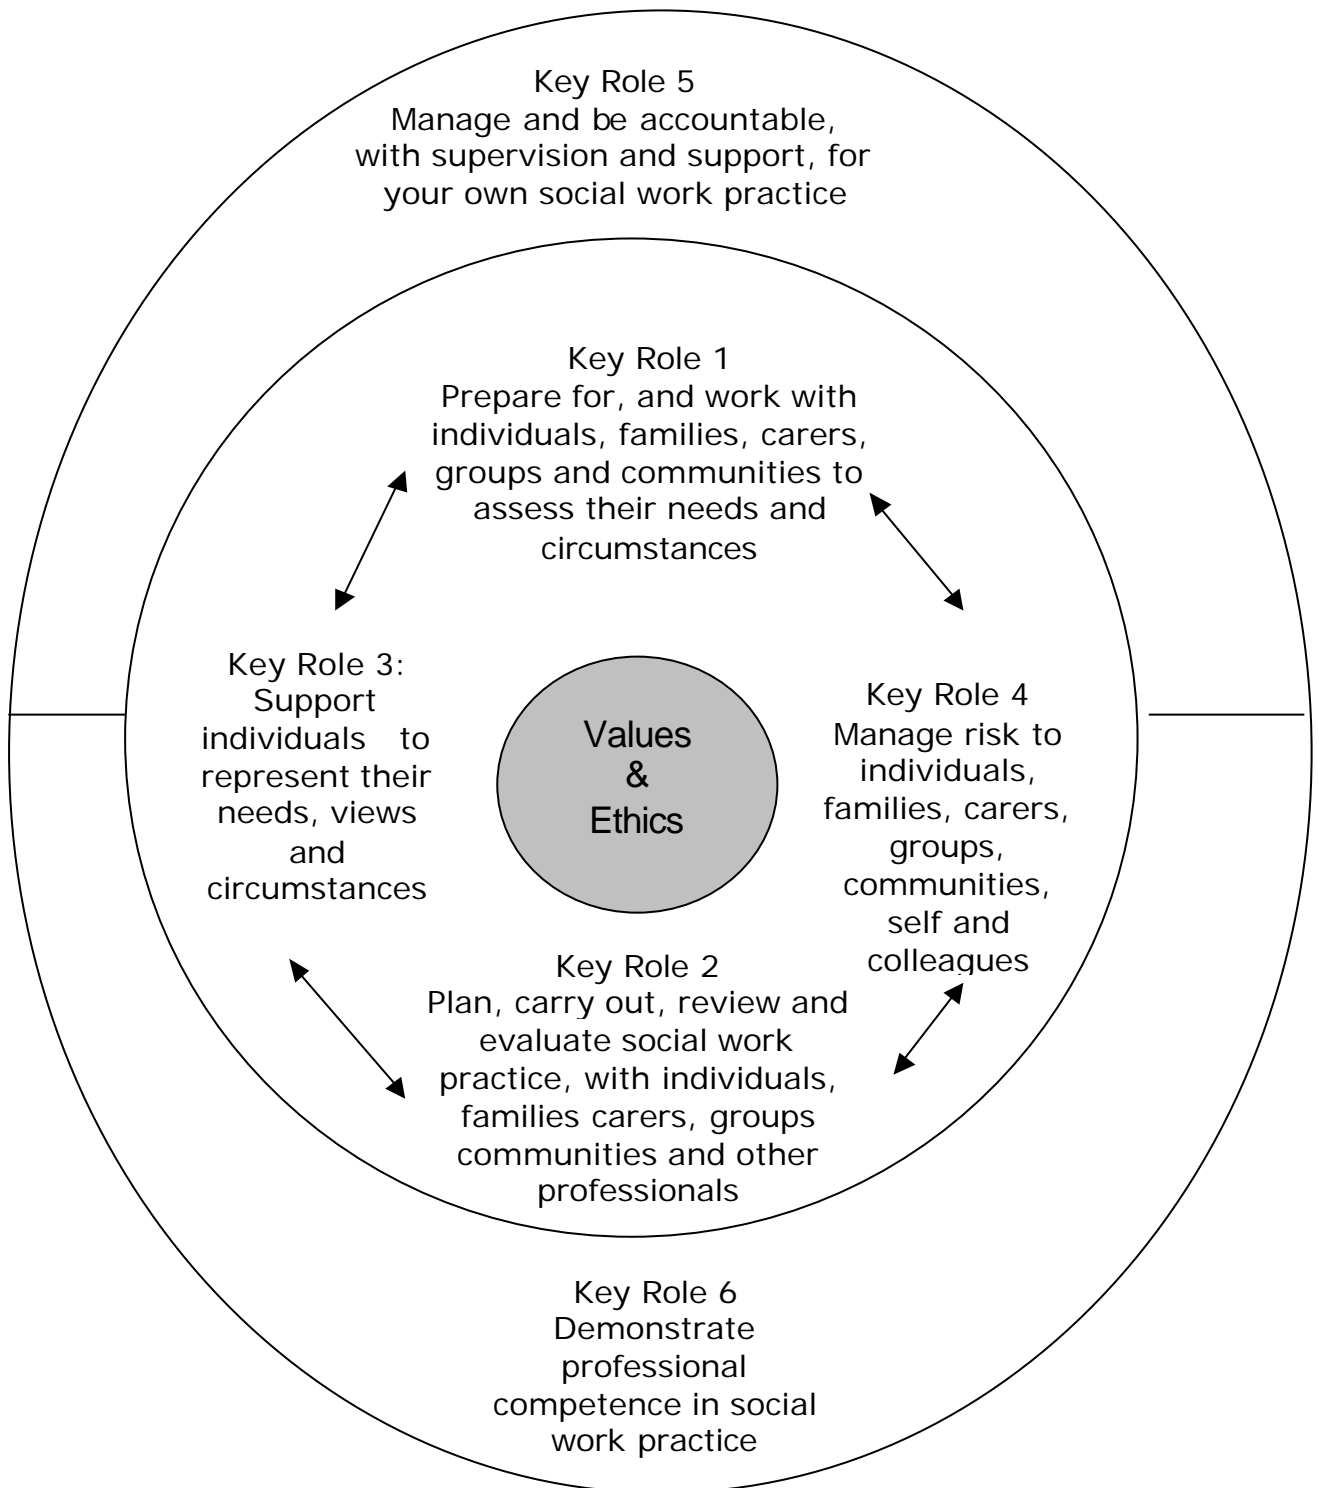 Key Role 5
Manage and be accountable,
with supervision and support, for
your own social work practice
Key Role 1
Prepare for, and work with
individuals, families, carers,
groups and communities to
assess their needs and
circumstances
Key Role 3:
Support
individuals to
represent their
needs, views
and
circumstances
Values
&
Ethics
Key Role 4
Manage risk to
individuals,
families, carers,
groups,
communities,
self and
colleagues
Key Role 2
Plan, carry out, review and
evaluate social work
practice, with individuals,
families carers, groups
communities and other
professionals
Key Role 6
Demonstrate
professional
competence in social
work practice